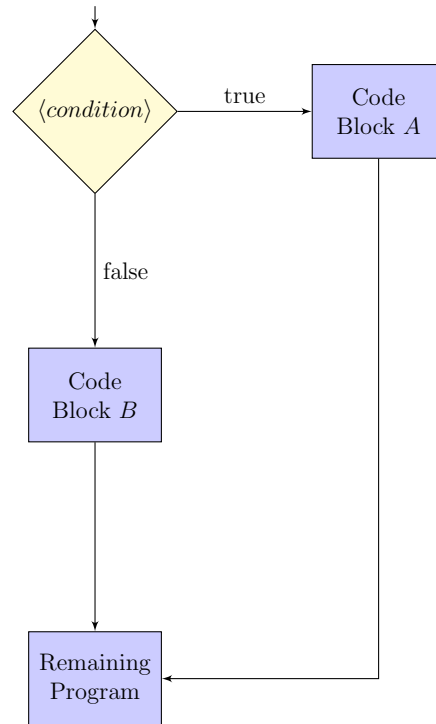 ⟨condition⟩
true
Code
Block A
false
Code
Block B
Remaining
Program